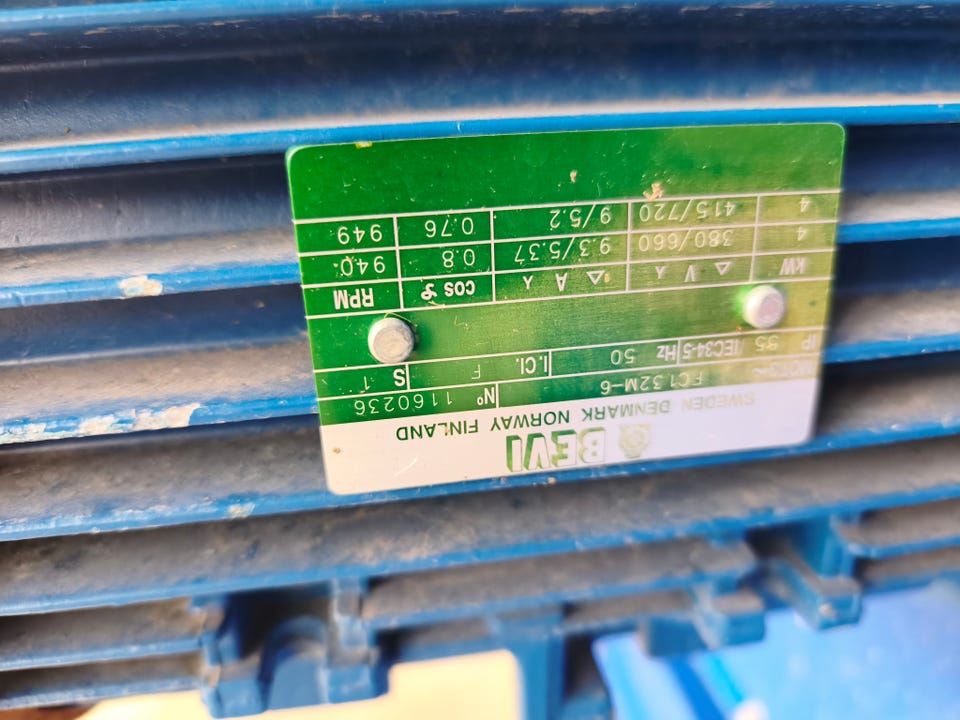 BEVI
SWEDEN DENMARK NORWAY FINLAND
MOT.3~ FC132M-6 Nº 1160236
IP 55 IEC34-5 Hz 50 I.Cl. F S 1
KW △ V Y △ A Y COS φ RPM
4 380/660 9.3/5.37 0.8 940
4 415/720 9/5.2 0.76 949